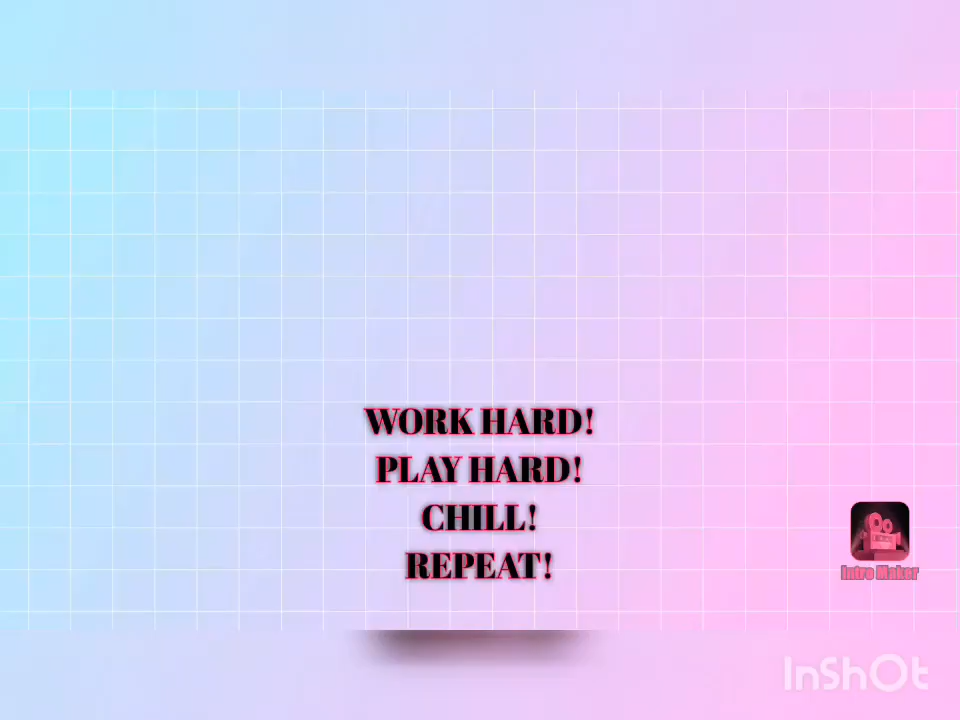 WORK HARD!
PLAY HARD!
CHILL!
REPEAT!
Intro Maker
InShOt